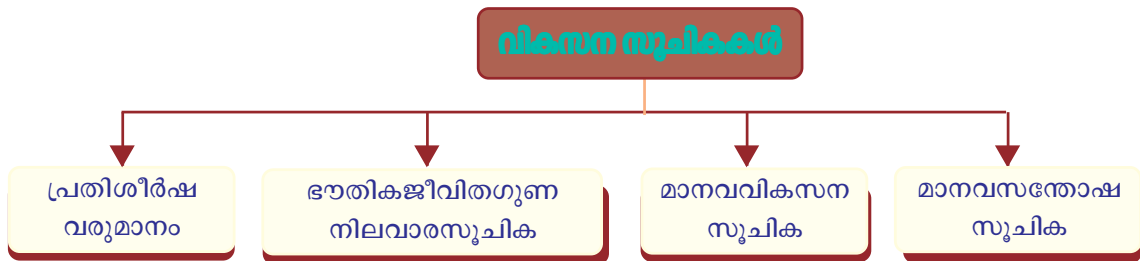 വികസന സൂചികകൾ
പ്രതിശീർഷ
വരുമാനം
ഭൗതികജീവിതഗുണ
നിലവാരസൂചിക
മാനവവികസന
സൂചിക
മാനവസന്തോഷ
സൂചിക